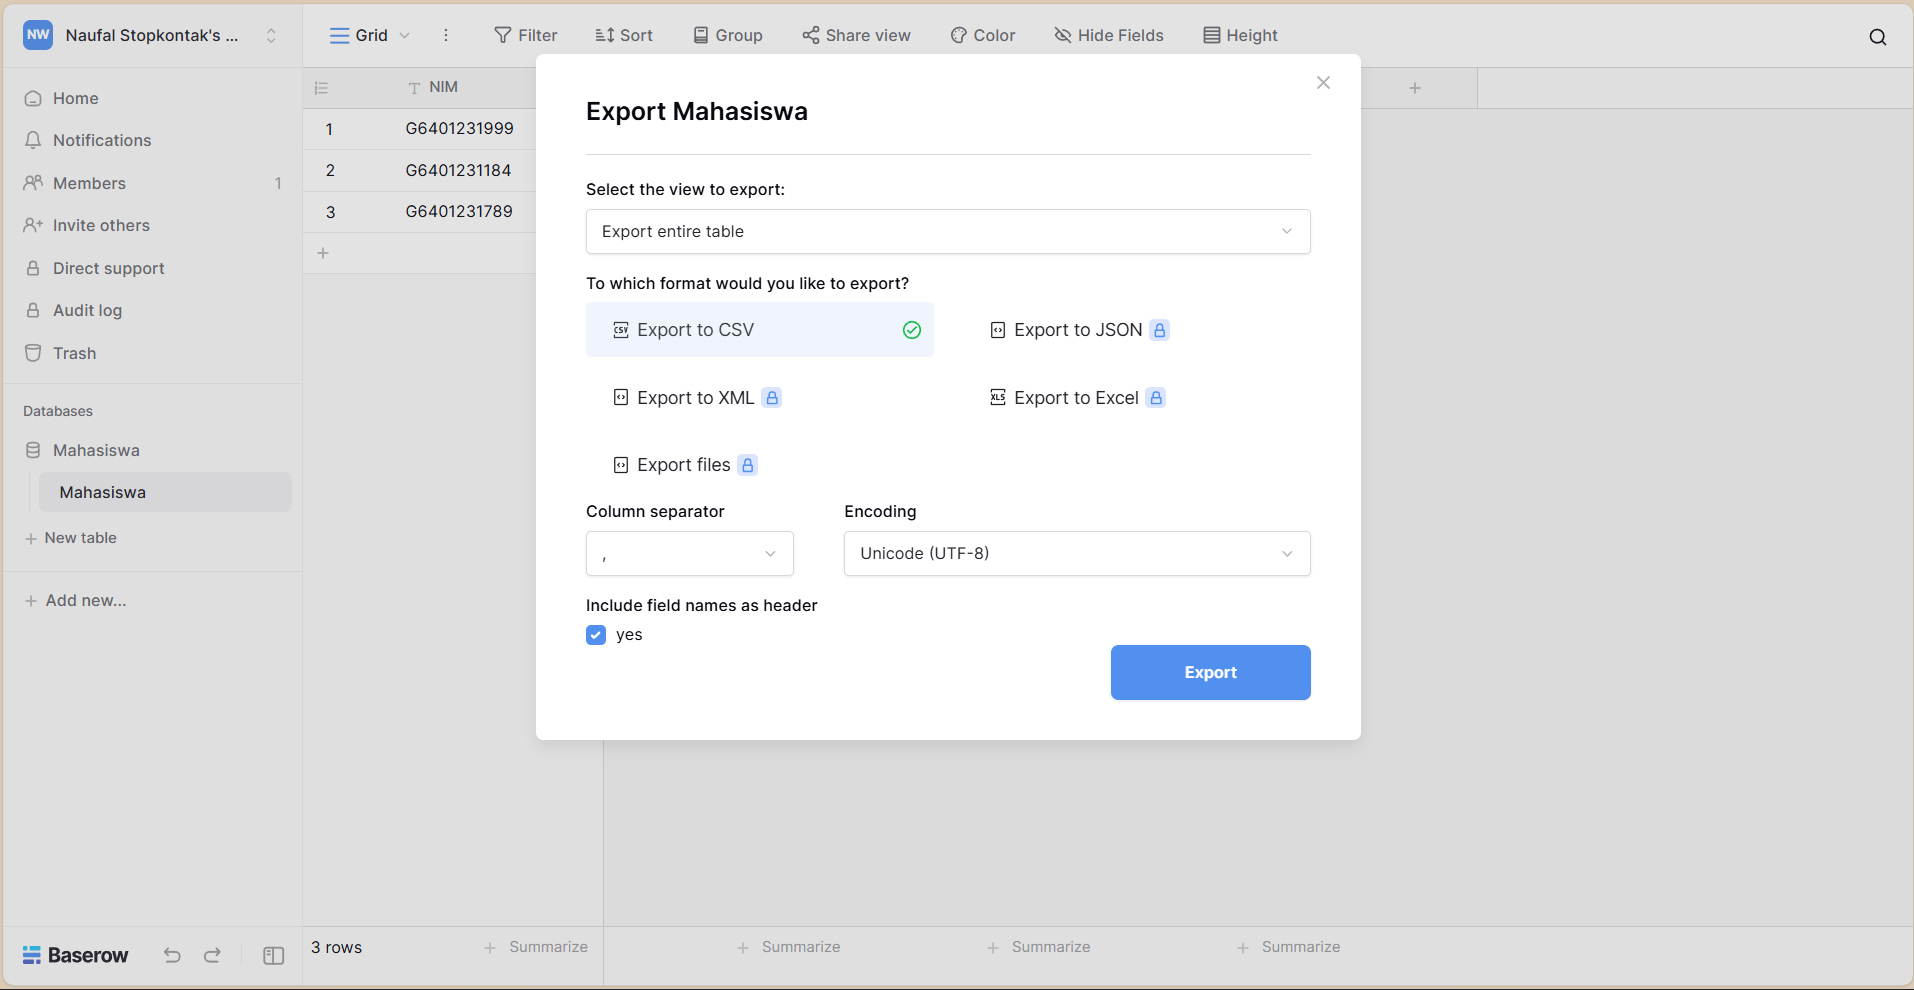 NW Naufal Stopkontak's ...
Grid Filter Sort Group Share view Color Hide Fields Height
Home
Notifications
Members 1
Invite others
Direct support
Audit log
Trash
Databases
Mahasiswa
Mahasiswa
+ New table
+ Add new...
Baserow
NIM
1 G6401231999
2 G6401231184
3 G6401231789
+
3 rows + Summarize + Summarize + Summarize + Summarize
+
Export Mahasiswa
Select the view to export:
Export entire table
To which format would you like to export?
CSV Export to CSV
Export to JSON
Export to XML
XLS Export to Excel
Export files
Column separator
,
Encoding
Unicode (UTF-8)
Include field names as header
yes
Export